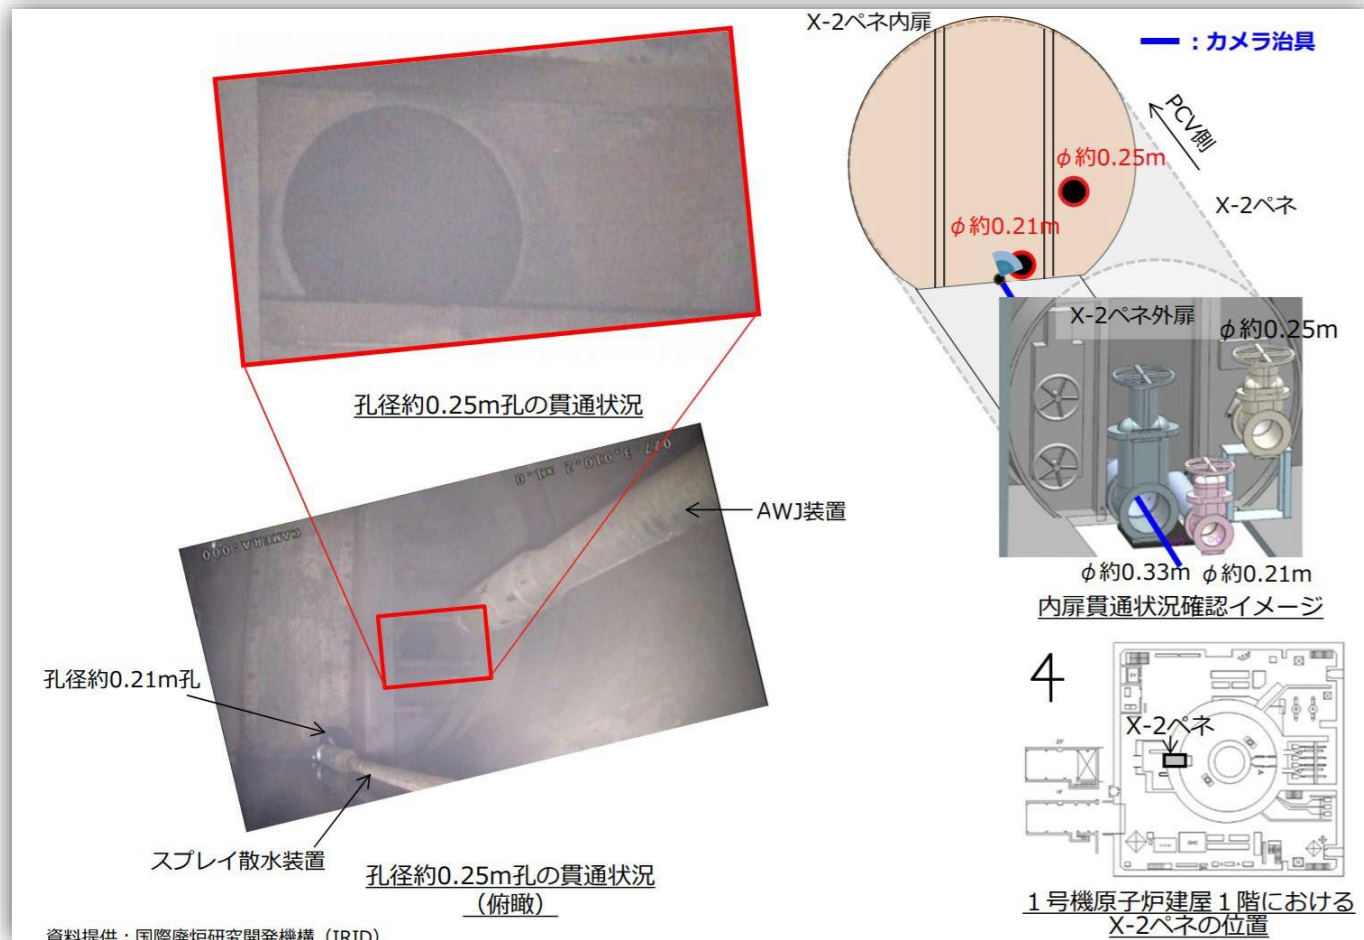 X-2ペネ内扉
:カメラ治具
PCV側
φ約0.25m
X-2ペネ
φ約0.21m
X-2ペネ外扉
φ約0.25m
φ約0.33m
φ約0.21m
内扉貫通状況確認イメージ
孔径約0.25m孔の貫通状況
CAMERA:000
AWJ装置
孔径約0.21m孔
スプレイ散水装置
孔径約0.25m孔の貫通状況
(俯瞰)
X-2ペネ
1号機原子炉建屋1階における
X-2ペネの位置
資料提供:国際廃炉研究開発機構(IRID)